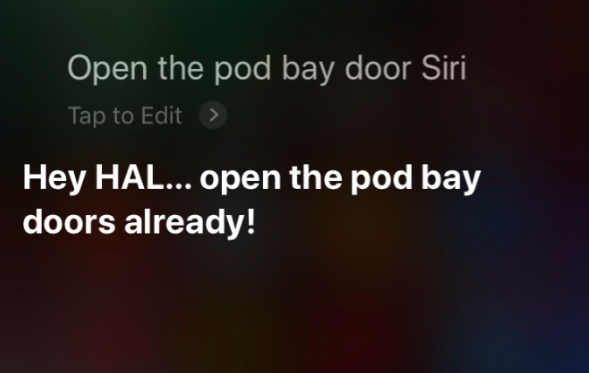 Open the pod bay door Siri
Tap to Edit
Hey HAL... open the pod bay
doors already!